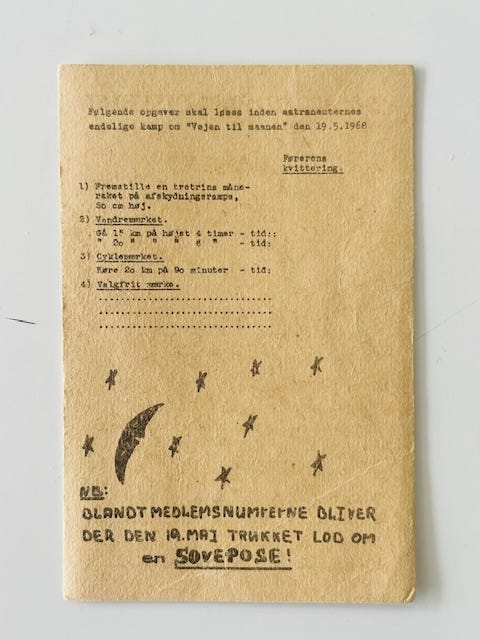 Følgende opgaver skal løses inden astronauternes
endelige kamp om "Vejen til maanen" den 19.5.1968
Førerens
kvittering.
1) Fremstille en tretrins måne-
raket på afskydningsrampe,
50 cm høj.
2) Vandremærket.
Gå 15 km på højst 4 timer - tid:
" 20 " " " 6 " - tid:
3) Cyklemærket.
Køre 20 km på 90 minuter - tid:
4) Valgfrit mærke.
NB:
BLANDT MEDLEMSNUMRERNE BLIVER
DER DEN 19.MAJ TRUKKET LOD OM
en SOVEPOSE!